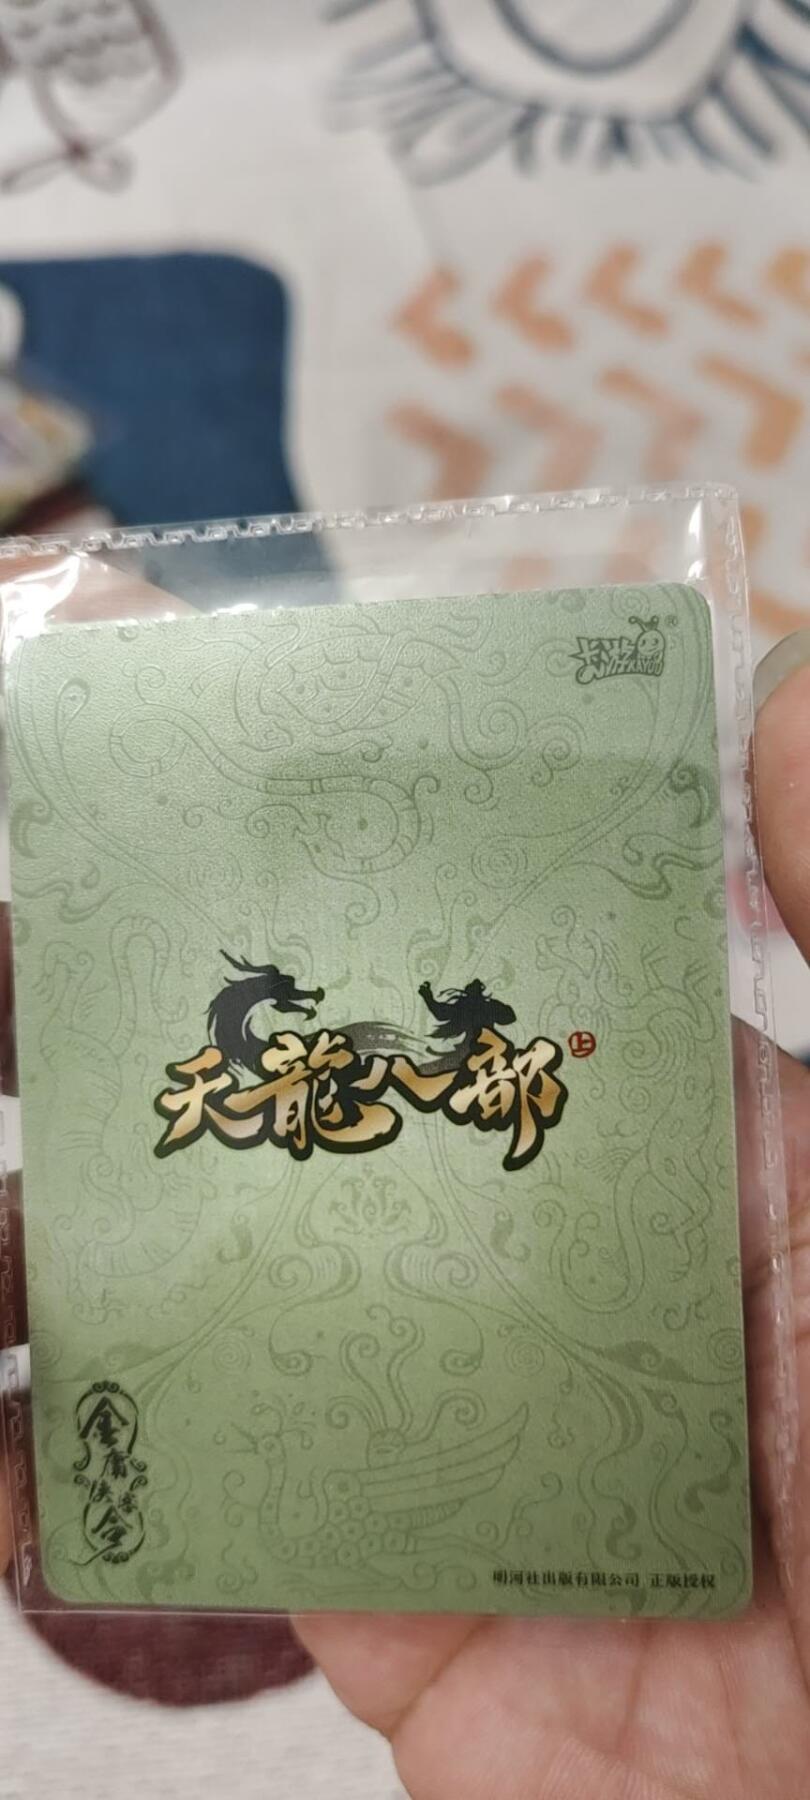 卡游
KAYOU
®
天龍八部
上
金庸
侠客
令
明河社出版有限公司 正版授权